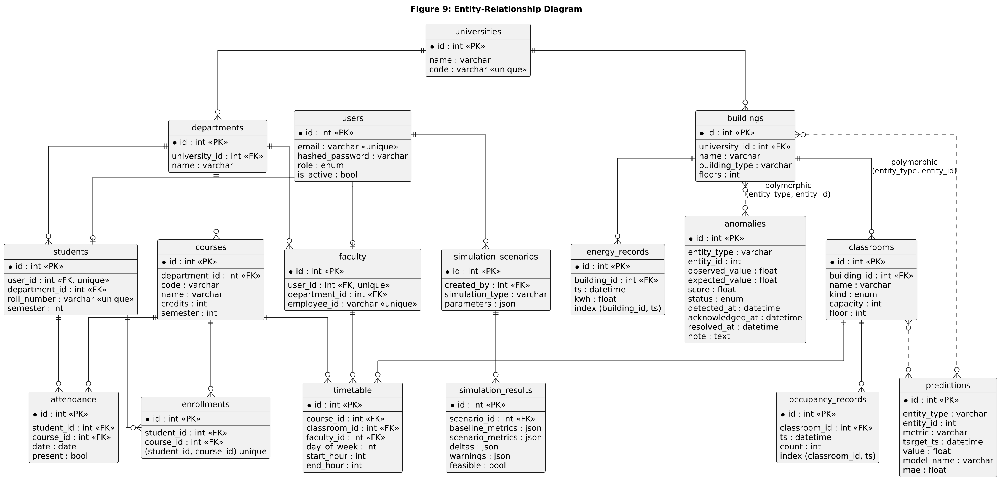 Figure 9: Entity-Relationship Diagram
universities
id : int «PK»
name : varchar
code : varchar «unique»
departments
id : int «PK»
university_id : int «FK»
name : varchar
users
id : int «PK»
email : varchar «unique»
hashed_password : varchar
role : enum
is_active : bool
buildings
id : int «PK»
university_id : int «FK»
name : varchar
building_type : varchar
floors : int
polymorphic
(entity_type, entity_id)
polymorphic
(entity_type, entity_id)
students
id : int «PK»
user_id : int «FK, unique»
department_id : int «FK»
roll_number : varchar «unique»
semester : int
courses
id : int «PK»
department_id : int «FK»
code : varchar
name : varchar
credits : int
semester : int
faculty
id : int «PK»
user_id : int «FK, unique»
department_id : int «FK»
employee_id : varchar «unique»
simulation_scenarios
id : int «PK»
created_by : int «FK»
simulation_type : varchar
parameters : json
energy_records
id : int «PK»
building_id : int «FK»
ts : datetime
kwh : float
index (building_id, ts)
anomalies
id : int «PK»
entity_type : varchar
entity_id : int
observed_value : float
expected_value : float
score : float
status : enum
detected_at : datetime
acknowledged_at : datetime
resolved_at : datetime
note : text
classrooms
id : int «PK»
building_id : int «FK»
name : varchar
kind : enum
capacity : int
floor : int
attendance
id : int «PK»
student_id : int «FK»
course_id : int «FK»
date : date
present : bool
enrollments
id : int «PK»
student_id : int «FK»
course_id : int «FK»
(student_id, course_id) unique
timetable
id : int «PK»
course_id : int «FK»
classroom_id : int «FK»
faculty_id : int «FK»
day_of_week : int
start_hour : int
end_hour : int
simulation_results
id : int «PK»
scenario_id : int «FK»
baseline_metrics : json
scenario_metrics : json
deltas : json
warnings : json
feasible : bool
occupancy_records
id : int «PK»
classroom_id : int «FK»
ts : datetime
count : int
index (classroom_id, ts)
predictions
id : int «PK»
entity_type : varchar
entity_id : int
metric : varchar
target_ts : datetime
value : float
model_name : varchar
mae : float